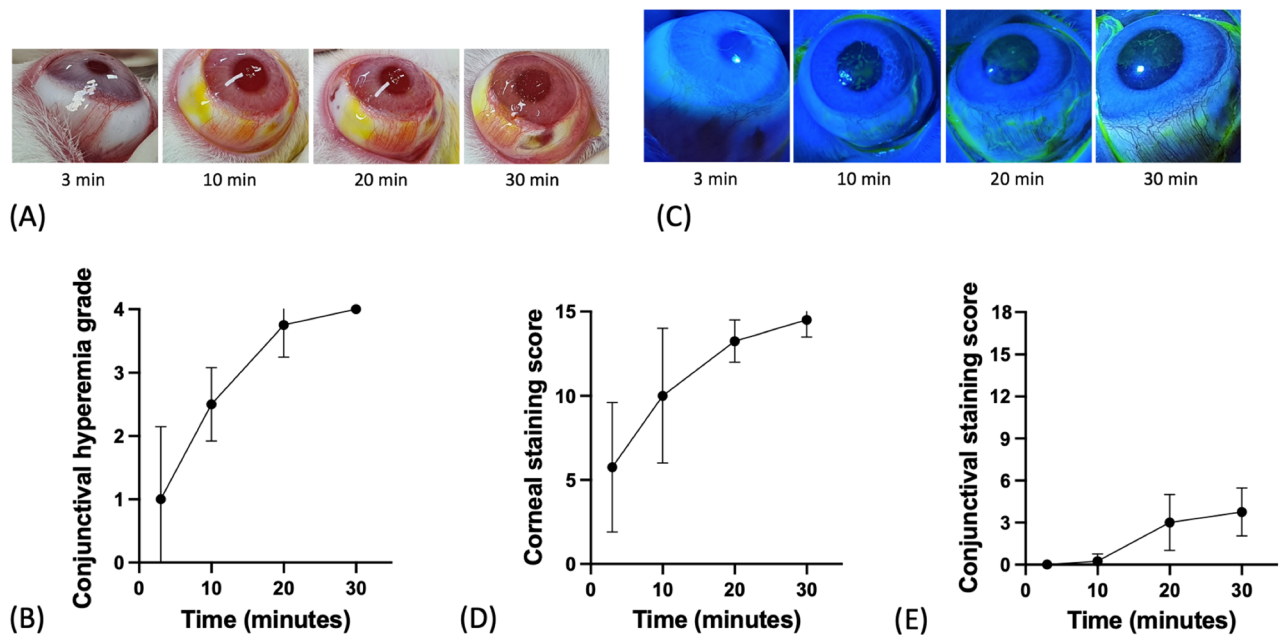 3 min 10 min 20 min 30 min
(A)
3 min 10 min 20 min 30 min
(C)
Conjunctival hyperemia grade
4
3
2
1
0
0 10 20 30
Time (minutes)
(B)
Corneal staining score
15
10
5
0
0 10 20 30
Time (minutes)
(D)
Conjunctival staining score
18
15
12
9
6
3
0
0 10 20 30
Time (minutes)
(E)